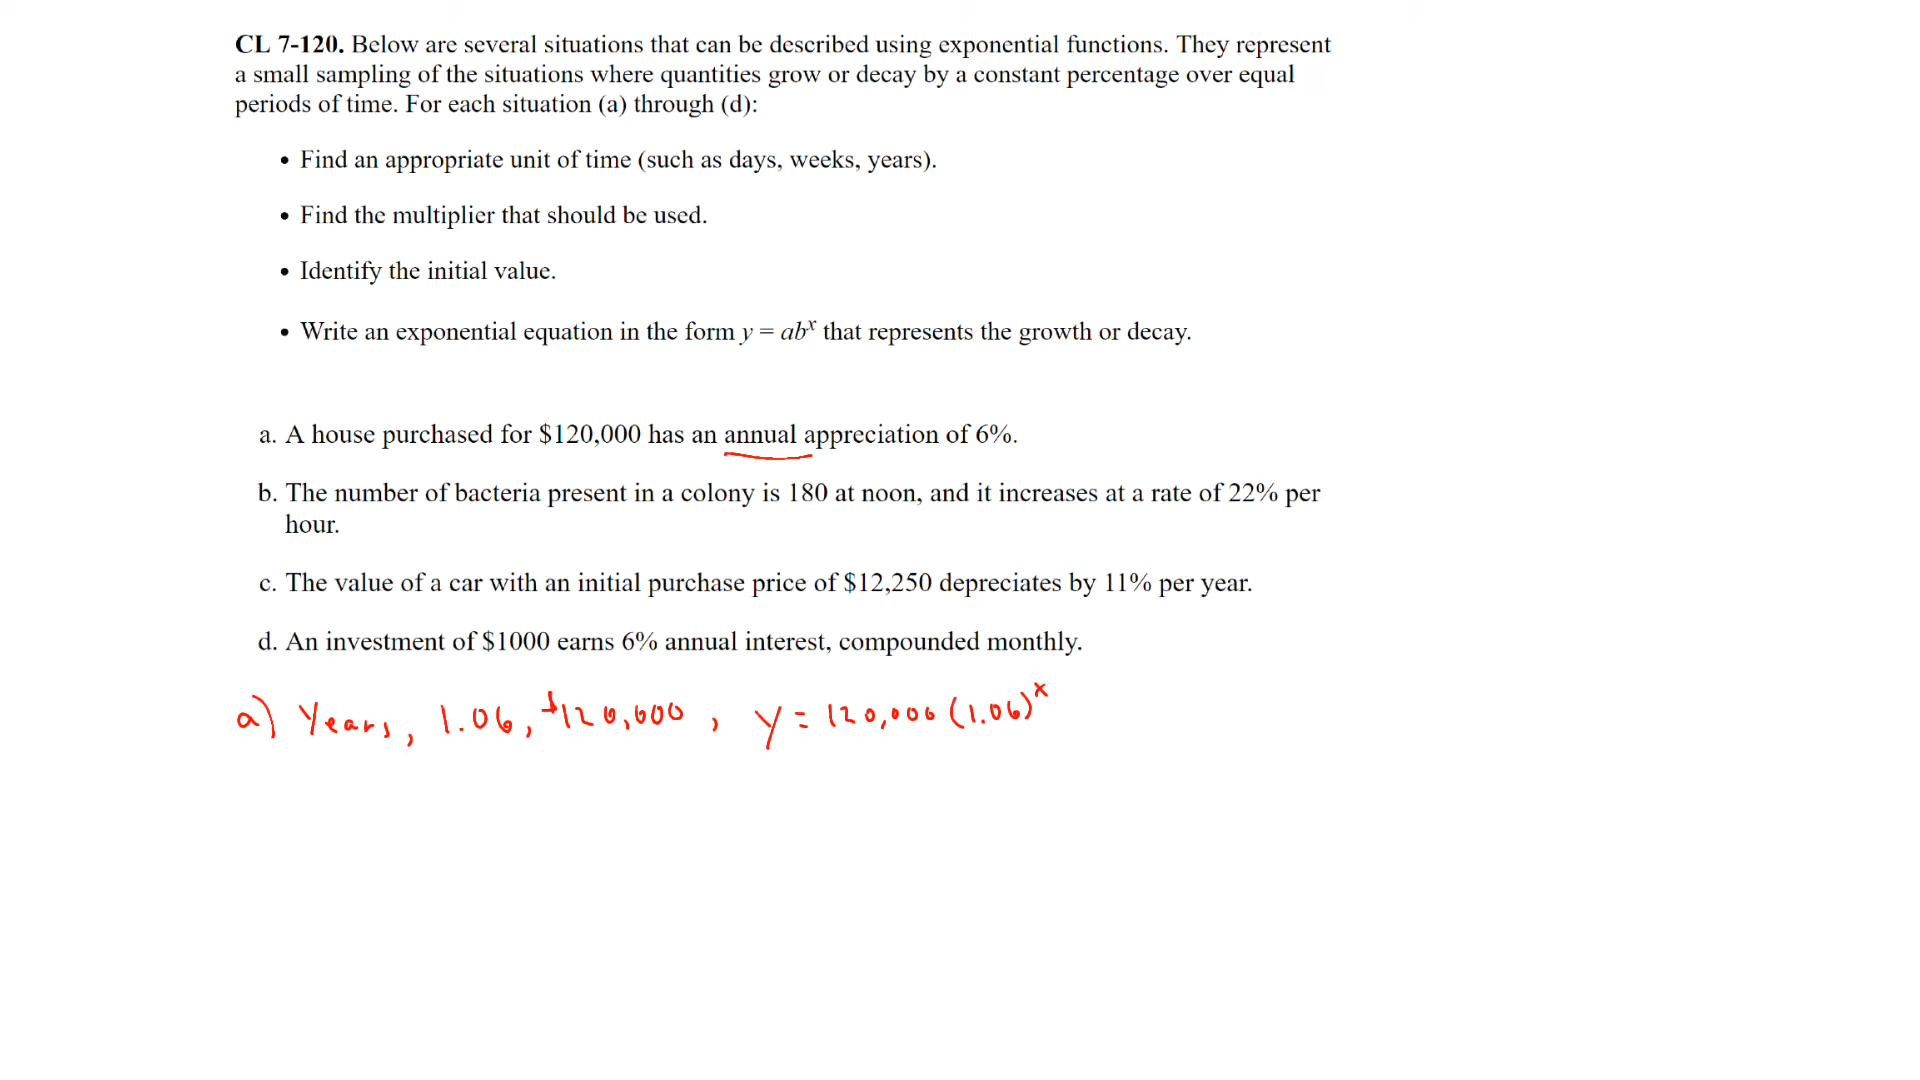 CL 7-120. Below are several situations that can be described using exponential functions. They represent
a small sampling of the situations where quantities grow or decay by a constant percentage over equal
periods of time. For each situation (a) through (d):
• Find an appropriate unit of time (such as days, weeks, years).
• Find the multiplier that should be used.
• Identify the initial value.
• Write an exponential equation in the form y = abˣ that represents the growth or decay.
a. A house purchased for $120,000 has an annual appreciation of 6%.
b. The number of bacteria present in a colony is 180 at noon, and it increases at a rate of 22% per
hour.
c. The value of a car with an initial purchase price of $12,250 depreciates by 11% per year.
d. An investment of $1000 earns 6% annual interest, compounded monthly.
a) Years, 1.06, $120,000, y = 120,000 (1.06)ˣ